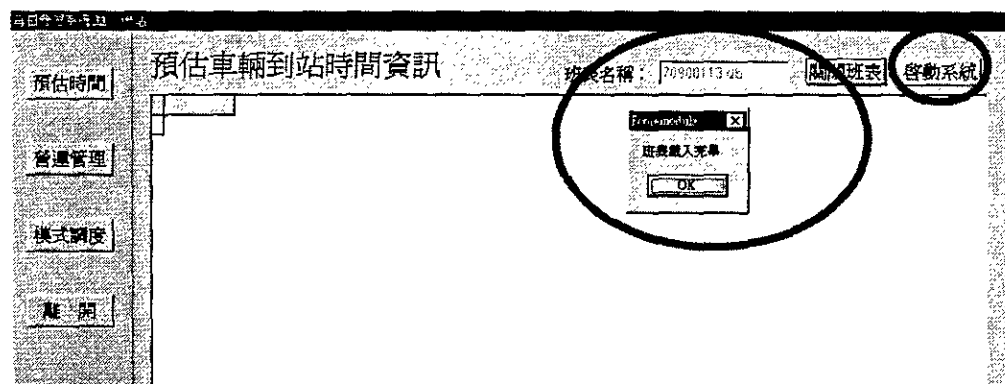 預估車輛到站時間資訊
班表名稱：
開啟班表
啓動系統
預估時間
營運管理
模式調度
離 開
班表載入完畢
OK